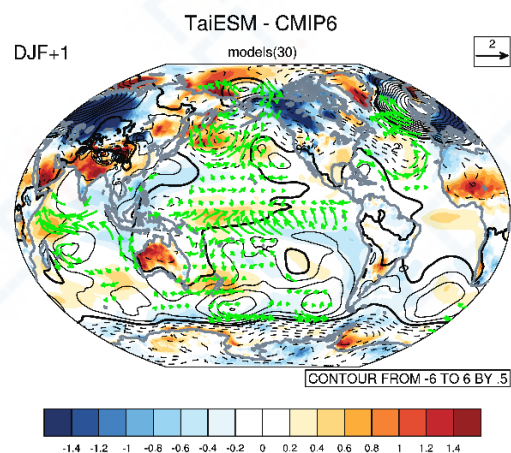 TaiESM - CMIP6
DJF+1
models(30)
2
CONTOUR FROM -6 TO 6 BY .5
-1.4 -1.2 -1 -0.8 -0.6 -0.4 -0.2 0 0.2 0.4 0.6 0.8 1 1.2 1.4